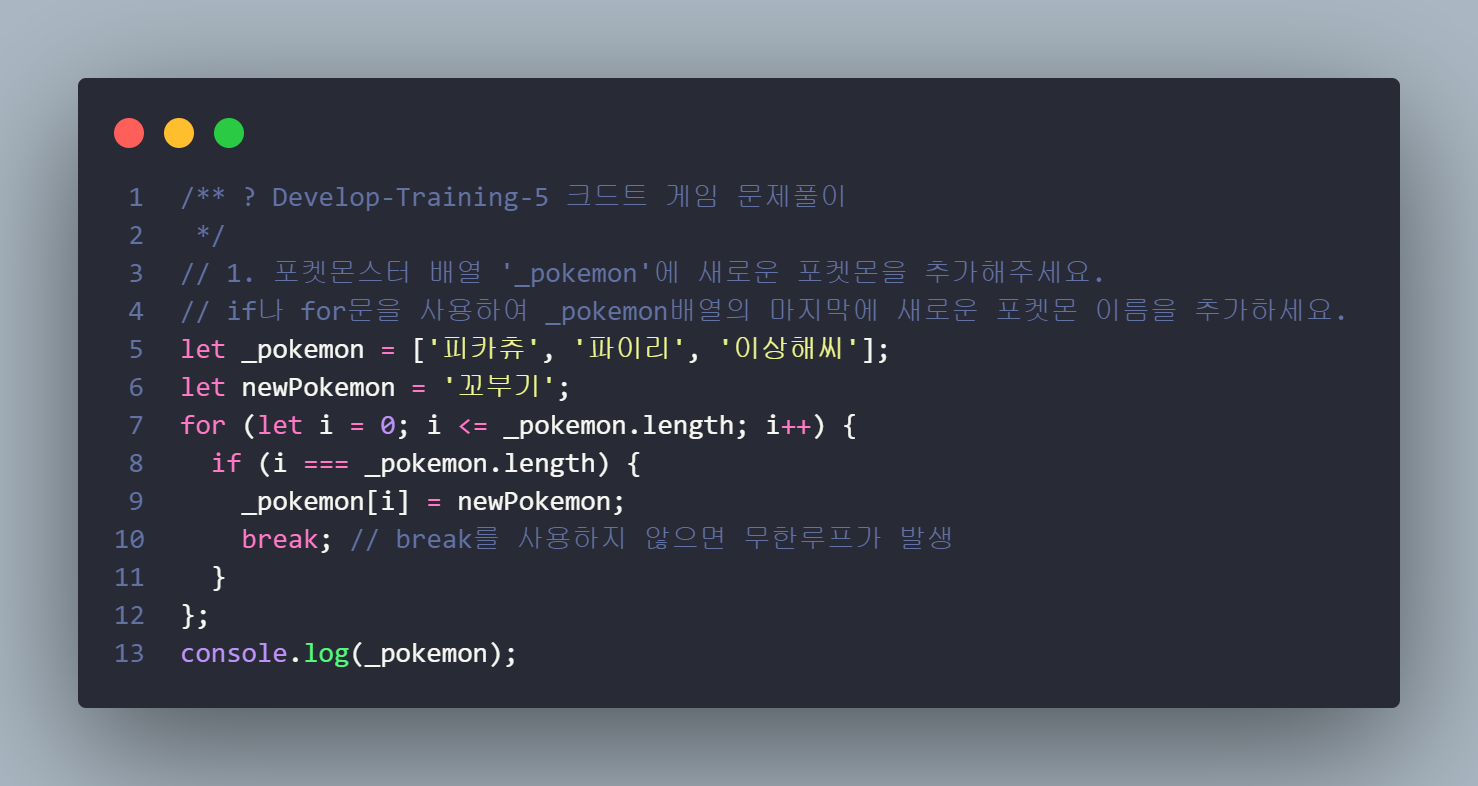 1 /** ? Develop-Training-5 크드트 게임 문제풀이
2 */
3 // 1. 포켓몬스터 배열 '_pokemon'에 새로운 포켓몬을 추가해주세요.
4 // if나 for문을 사용하여 _pokemon배열의 마지막에 새로운 포켓몬 이름을 추가하세요.
5 let _pokemon = ['피카츄', '파이리', '이상해씨'];
6 let newPokemon = '꼬부기';
7 for (let i = 0; i <= _pokemon.length; i++) {
8 if (i === _pokemon.length) {
9 _pokemon[i] = newPokemon;
10 break; // break를 사용하지 않으면 무한루프가 발생
11 }
12 };
13 console.log(_pokemon);